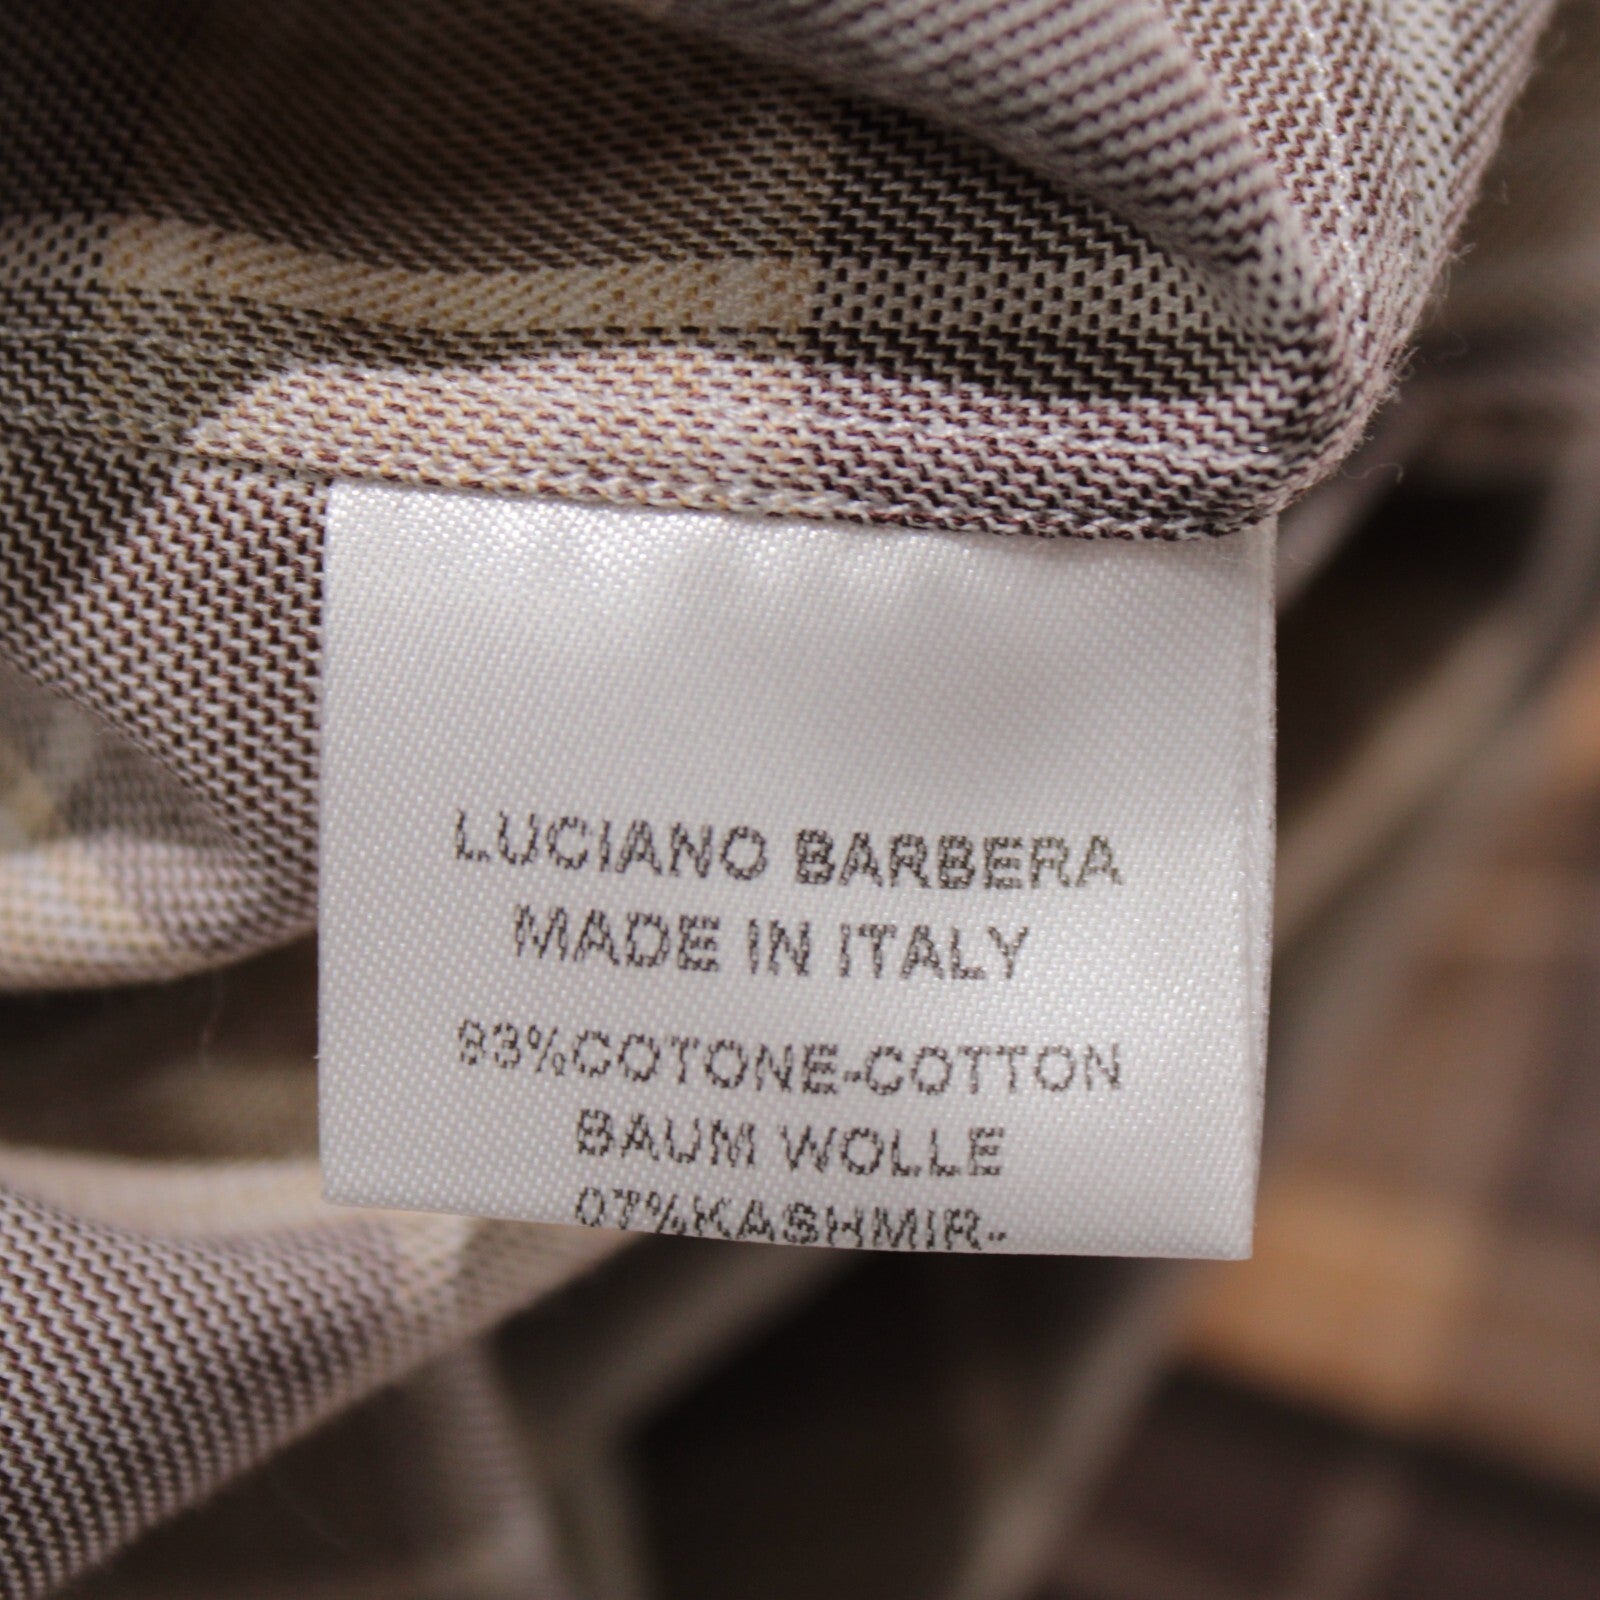 LUCIANO BARBERA
MADE IN ITALY
93%COTONE-COTTON
BAUM WOLLE
07%KASHMIR-